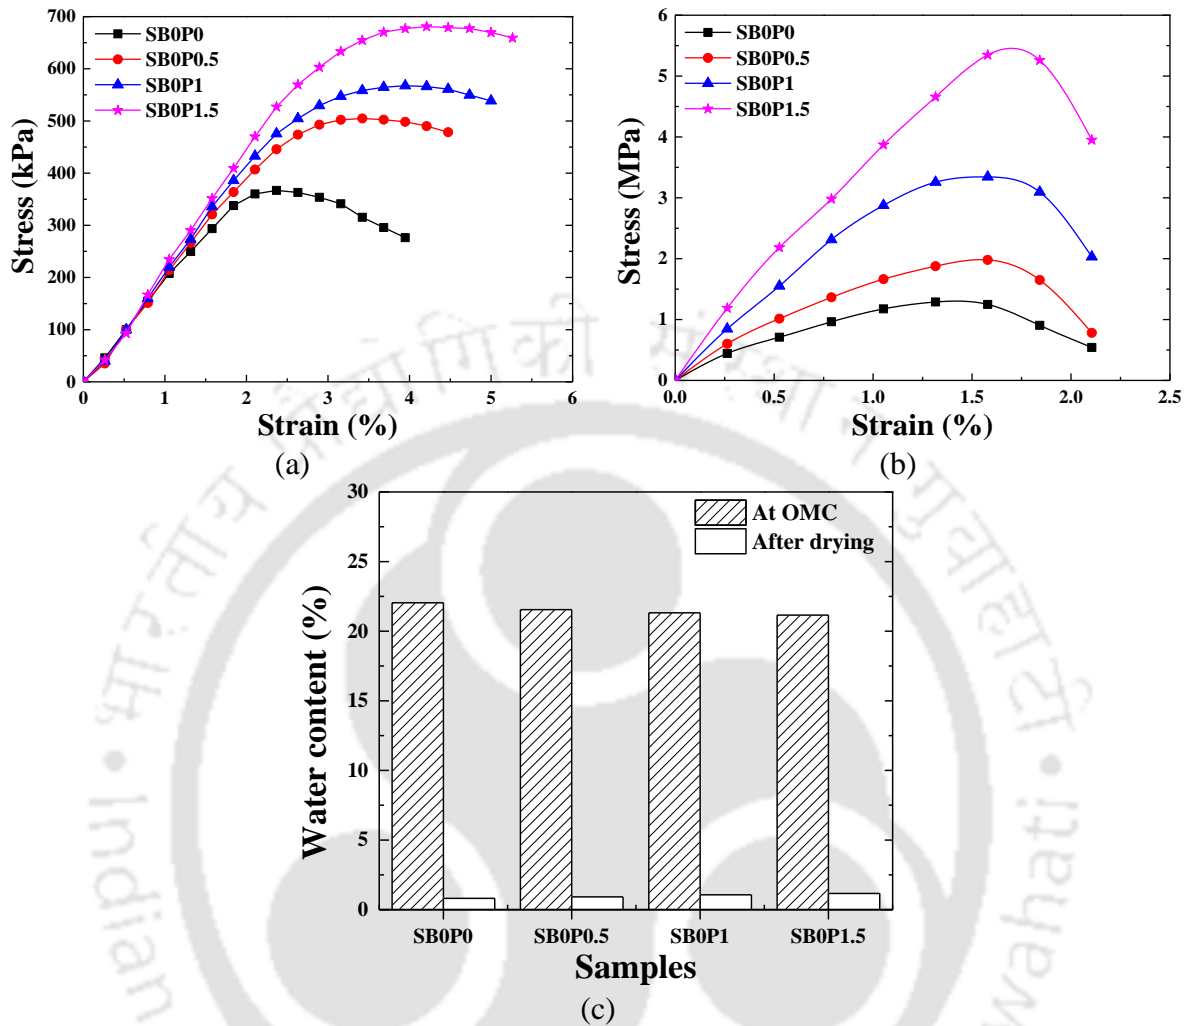 700
600
500
400
300
200
100
0
0 1 2 3 4 5 6
Stress (kPa)
Strain (%)
SB0P0
SB0P0.5
SB0P1
SB0P1.5
(a)
6
5
4
3
2
1
0
0.0 0.5 1.0 1.5 2.0 2.5
Stress (MPa)
Strain (%)
SB0P0
SB0P0.5
SB0P1
SB0P1.5
(b)
30
25
20
15
10
5
0
Water content (%)
At OMC
After drying
SB0P0 SB0P0.5 SB0P1 SB0P1.5
Samples
(c)
भारतीय प्रौद्योगिकी संस्थान गुवाहाटी
Indian
wahati